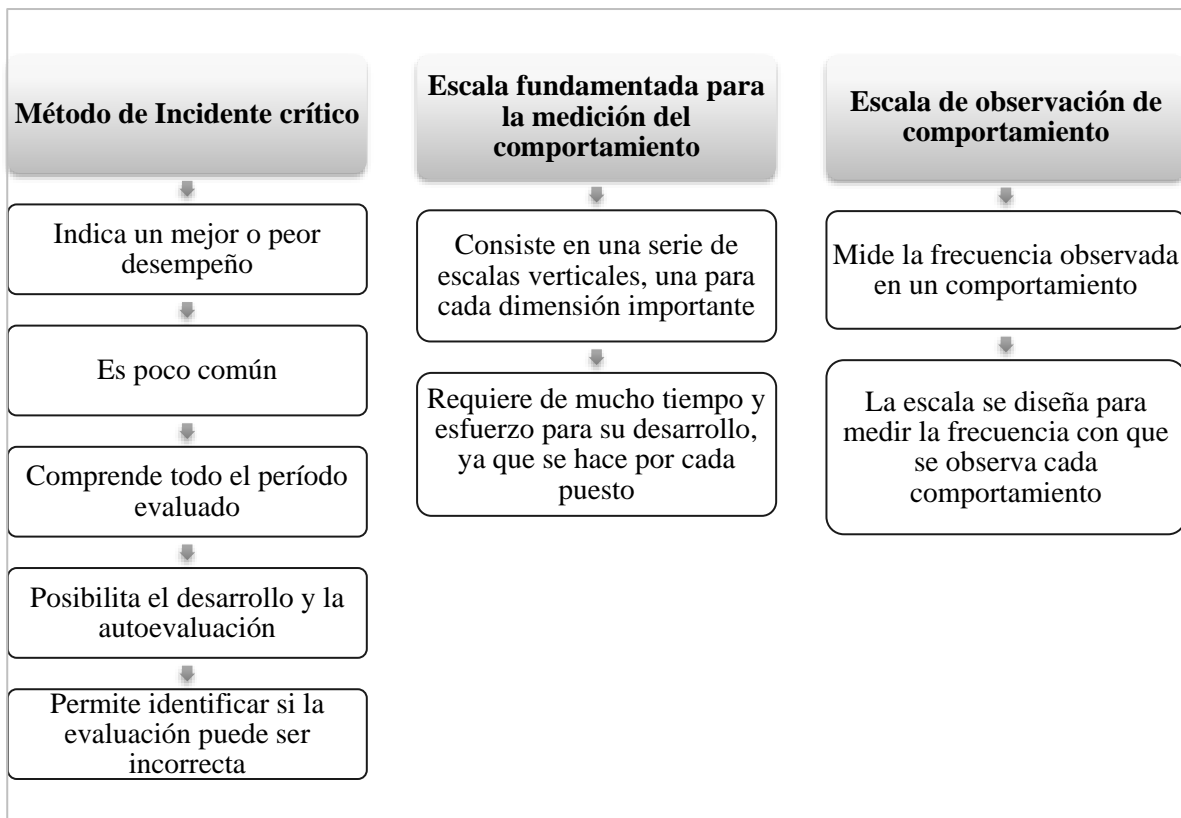 Método de Incidente crítico
Indica un mejor o peor
desempeño
Es poco común
Comprende todo el período
evaluado
Posibilita el desarrollo y la
autoevaluación
Permite identificar si la
evaluación puede ser
incorrecta
Escala fundamentada para
la medición del
comportamiento
Consiste en una serie de
escalas verticales, una para
cada dimensión importante
Requiere de mucho tiempo y
esfuerzo para su desarrollo,
ya que se hace por cada
puesto
Escala de observación de
comportamiento
Mide la frecuencia observada
en un comportamiento
La escala se diseña para
medir la frecuencia con que
se observa cada
comportamiento